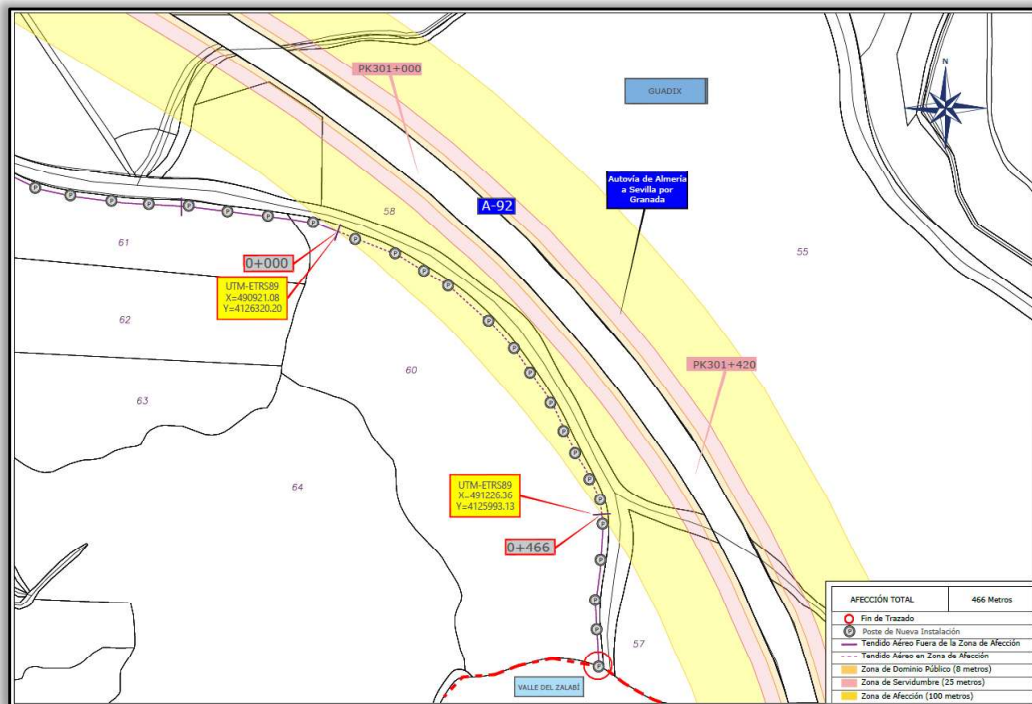 PK301+000
GUADIX
N
Autovía de Almería
a Sevilla por
Granada
A-92
58
55
61
0+000
UTM-ETRS89
X=490921.08
Y=4126320.20
62
60
PK301+420
63
64
UTM-ETRS89
X=491226.36
Y=4125993.13
0+466
57
VALLE DEL ZALABÍ
AFECCIÓN TOTAL 466 Metros
Fin de Trazado
P Poste de Nueva Instalación
Tendido Aéreo Fuera de la Zona de Afección
Tendido Aéreo en Zona de Afección
Zona de Dominio Público (8 metros)
Zona de Servidumbre (25 metros)
Zona de Afección (100 metros)